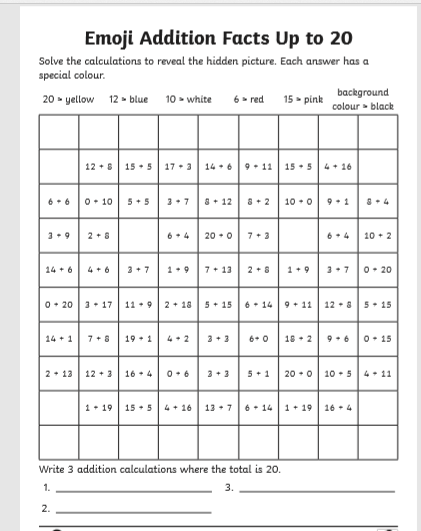 Emoji Addition Facts Up to 20
Solve the calculations to reveal the hidden picture. Each answer has a
special colour.
20 = yellow 12 = blue 10 = white 6 = red 15 = pink background colour = black
12 + 8 15 + 5 17 + 3 14 + 6 9 + 11 15 + 5 4 + 16
6 + 6 0 + 10 5 + 5 3 + 7 8 + 12 8 + 2 10 + 0 9 + 1 8 + 4
3 + 9 2 + 8 6 + 4 20 + 0 7 + 3 6 + 4 10 + 2
14 + 6 4 + 6 3 + 7 1 + 9 7 + 13 2 + 8 1 + 9 3 + 7 0 + 20
0 + 20 3 + 17 11 + 9 2 + 18 5 + 15 6 + 14 9 + 11 12 + 8 5 + 15
14 + 1 7 + 8 19 + 1 4 + 2 3 + 3 6+ 0 18 + 2 9 + 6 0 + 15
2 + 13 12 + 3 16 + 4 0 + 6 3 + 3 5 + 1 20 + 0 10 + 5 4 + 11
1 + 19 15 + 5 4 + 16 13 + 7 6 + 14 1 + 19 16 + 4
Write 3 addition calculations where the total is 20.
1. 3.
2.